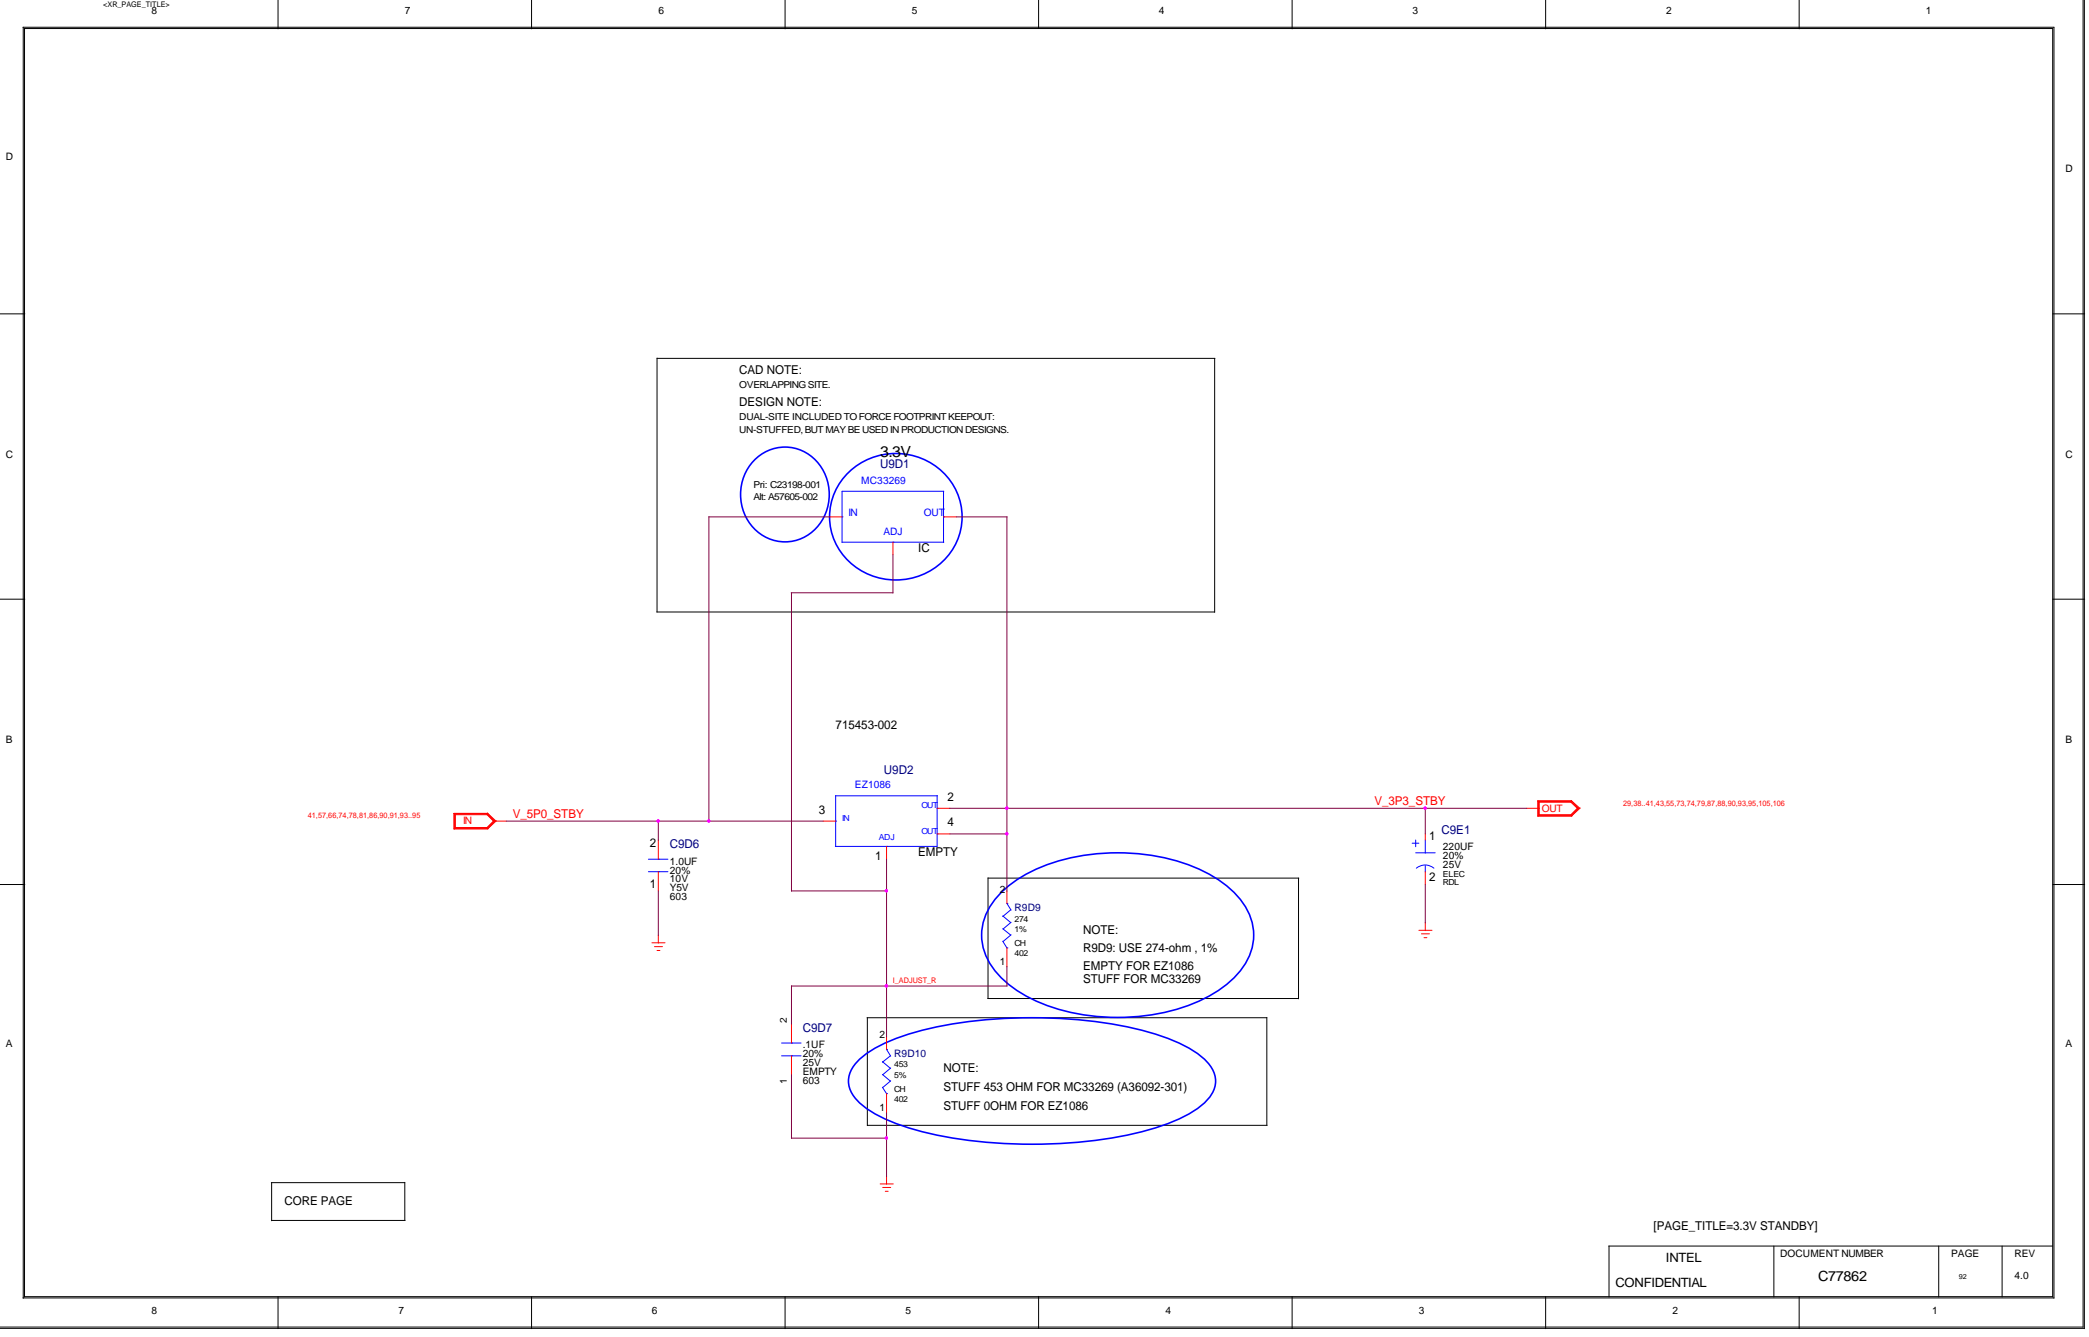 <XR_PAGE_TITLE>
8 7 6 5 4 3 2 1
D
D
CAD NOTE:
OVERLAPPING SITE.
DESIGN NOTE:
DUAL-SITE INCLUDED TO FORCE FOOTPRINT KEEPOUT:
UN-STUFFED, BUT MAY BE USED IN PRODUCTION DESIGNS.
C
C
3.3V
U9D1
MC33269
Pri: C23198-001
Alt: A57605-002
IN
OUT
ADJ
IC
715453-002
B
B
U9D2
EZ1086
3
IN
OUT
2
OUT
4
ADJ
1
EMPTY
41,57,66,74,78,81,86,90,91,93..95
IN
V_5P0_STBY
V_3P3_STBY
OUT
29,38..41,43,55,73,74,79,87,88,90,93,95,105,106
2
C9D6
1.0UF
20%
10V
Y5V
603
1
+
1
C9E1
220UF
20%
25V
ELEC
RDL
2
2
R9D9
274
1%
CH
402
1
NOTE:
R9D9: USE 274-ohm , 1%
EMPTY FOR EZ1086
STUFF FOR MC33269
I_ADJUST_R
2
C9D7
.1UF
20%
25V
EMPTY
603
1
A
A
2
R9D10
453
5%
CH
402
1
NOTE:
STUFF 453 OHM FOR MC33269 (A36092-301)
STUFF 0OHM FOR EZ1086
CORE PAGE
[PAGE_TITLE=3.3V STANDBY]
INTEL
CONFIDENTIAL
DOCUMENT NUMBER
C77862
PAGE
92
REV
4.0
8 7 6 5 4 3 2 1